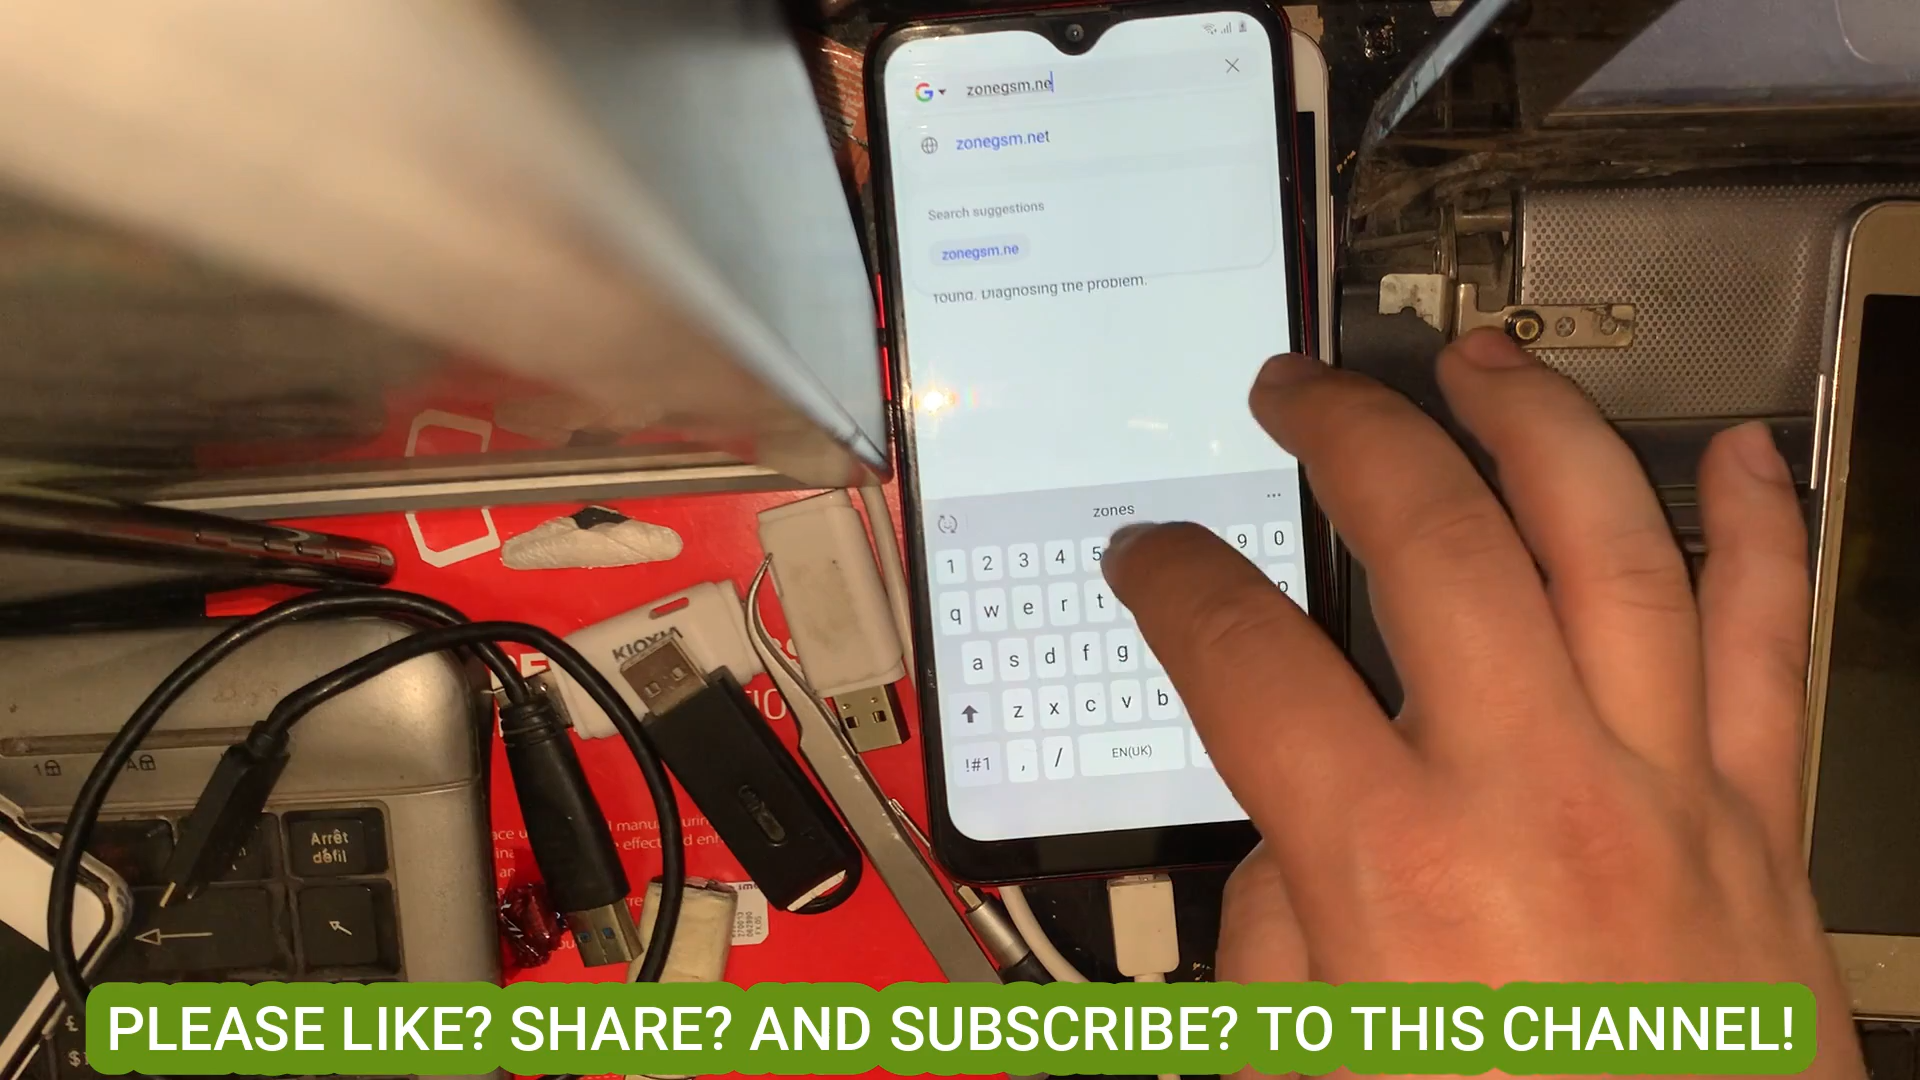 zonegsm.ne
zonegsm.net
Search suggestions
zonegsm.ne
found. Diagnosing the problem.
zones
1 2 3 4 5 9 0
q w e r t p
a s d f g
z x c v b
!#1 , / EN(UK)
KIOXIA
1 A
Arrêt
défil
£
$
PLEASE LIKE? SHARE? AND SUBSCRIBE? TO THIS CHANNEL!